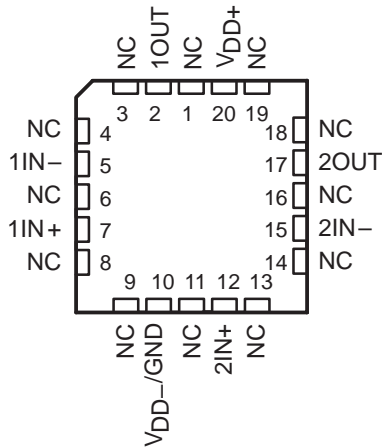 NC
1OUT
NC
VDD+
NC
3
2
1
20
19
NC
4
18
NC
1IN−
5
17
2OUT
NC
6
16
NC
1IN+
7
15
2IN−
NC
8
14
NC
9
10
11
12
13
NC
VDD−/GND
NC
2IN+
NC